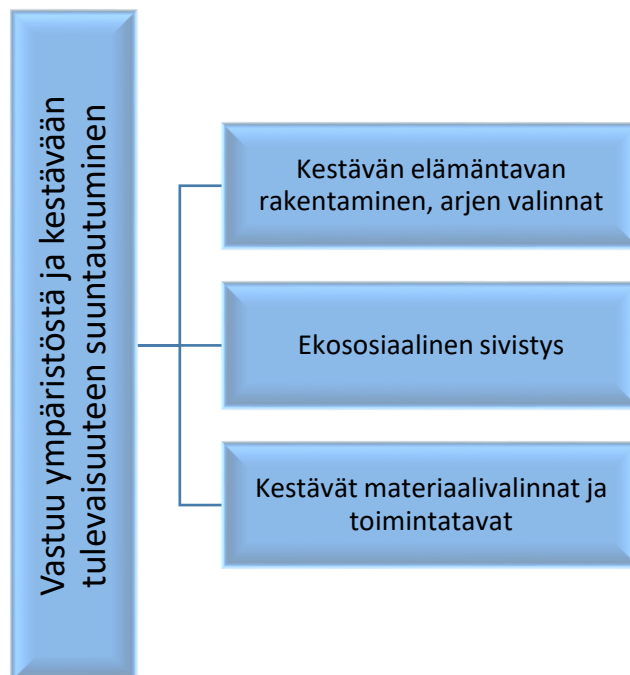 Vastuu ympäristöstä ja kestävään
tulevaisuuteen suuntautuminen
Kestävän elämäntavan
rakentaminen, arjen valinnat
Ekososiaalinen sivistys
Kestävät materiaalivalinnat ja
toimintatavat